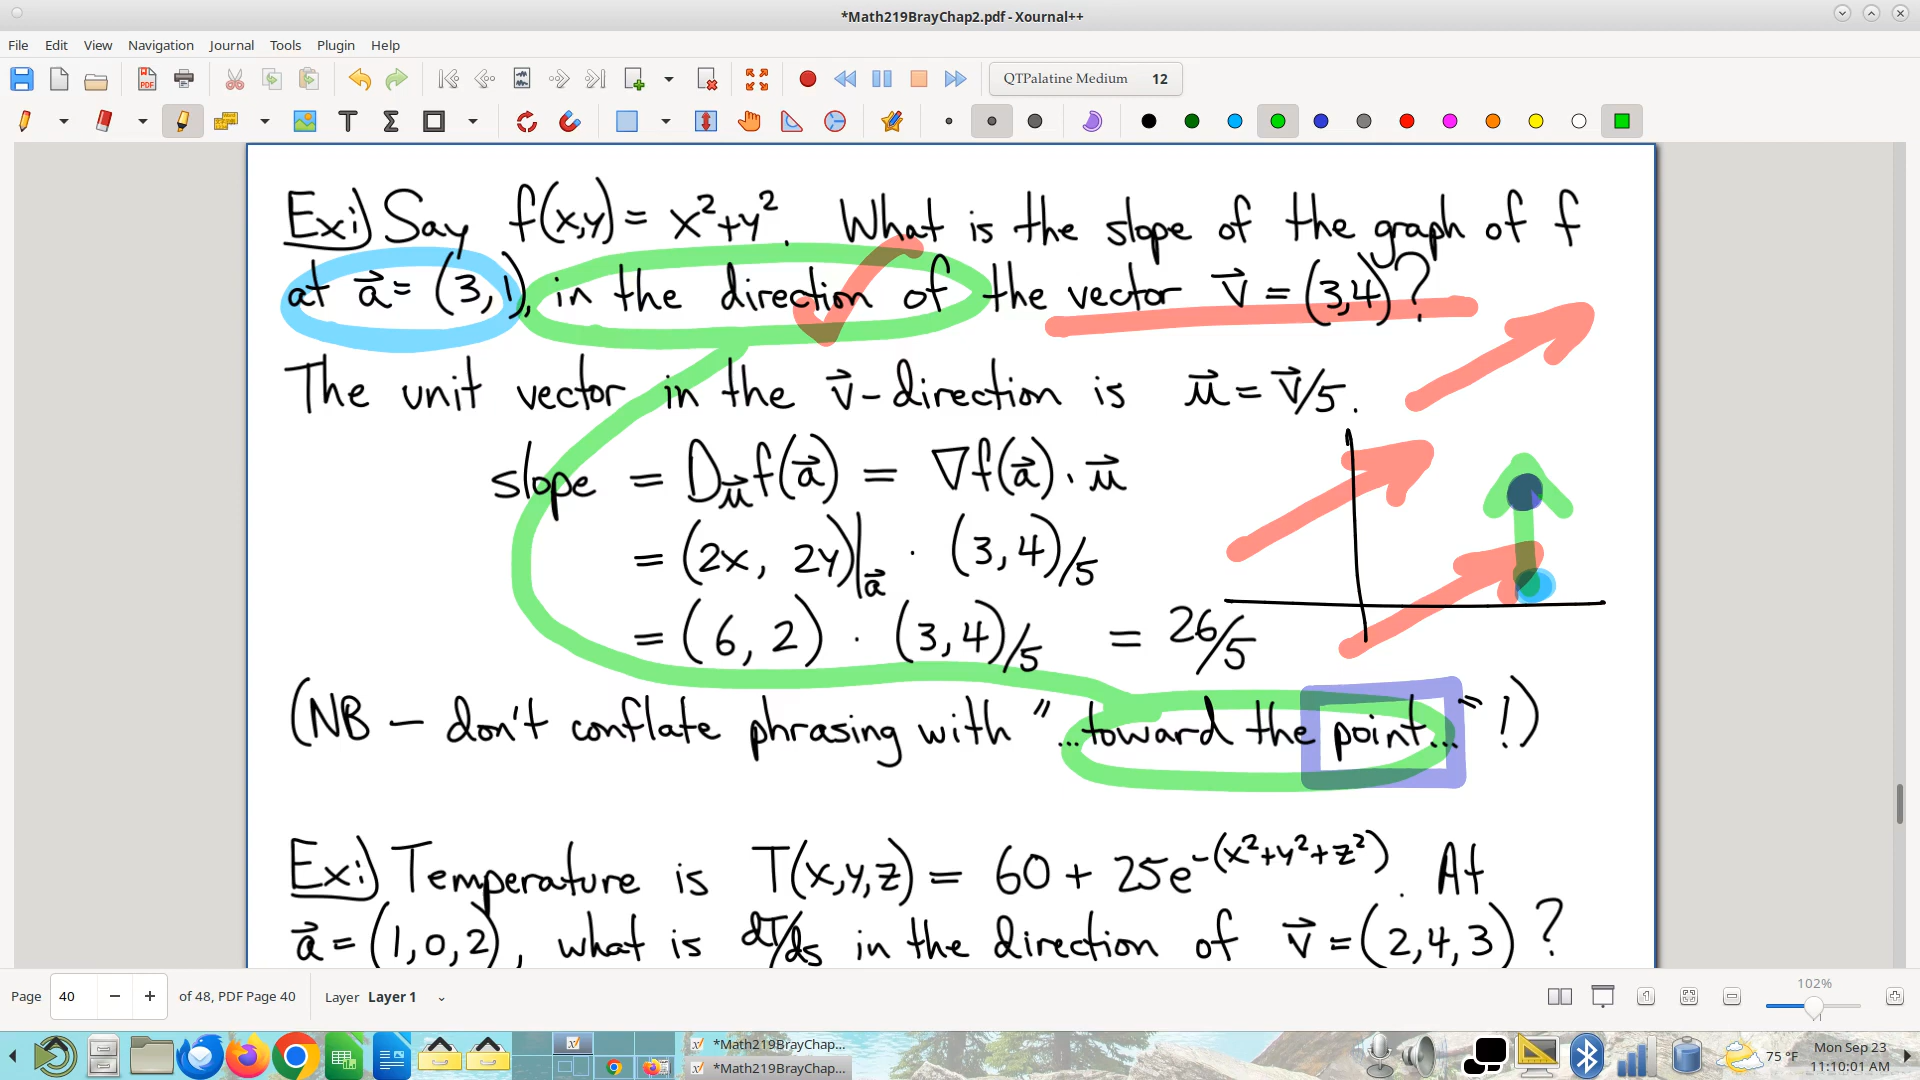 *Math219BrayChap2.pdf - Xournal++
File Edit View Navigation Journal Tools Plugin Help
QTPalatine Medium 12
Ex:) Say f(x,y) = x²+y². What is the slope of the graph of f
at a⃗ = (3,1), in the direction of the vector v⃗ = (3,4)?
The unit vector in the v⃗-direction is u⃗ = v⃗/5.
slope = D_u⃗ f(a⃗) = ∇f(a⃗) · u⃗
= (2x, 2y)|_a⃗ · (3,4)/5
= (6, 2) · (3,4)/5 = 26/5
(NB – don't conflate phrasing with "...toward the point..."!)
Ex:) Temperature is T(x,y,z) = 60 + 25e^-(x²+y²+z²). At
a⃗ = (1,0,2), what is dT/ds in the direction of v⃗ = (2,4,3)?
Page 40 of 48, PDF Page 40 Layer Layer 1
102%
*Math219BrayChap...
*Math219BrayChap...
75 °F
Mon Sep 23
11:10:01 AM